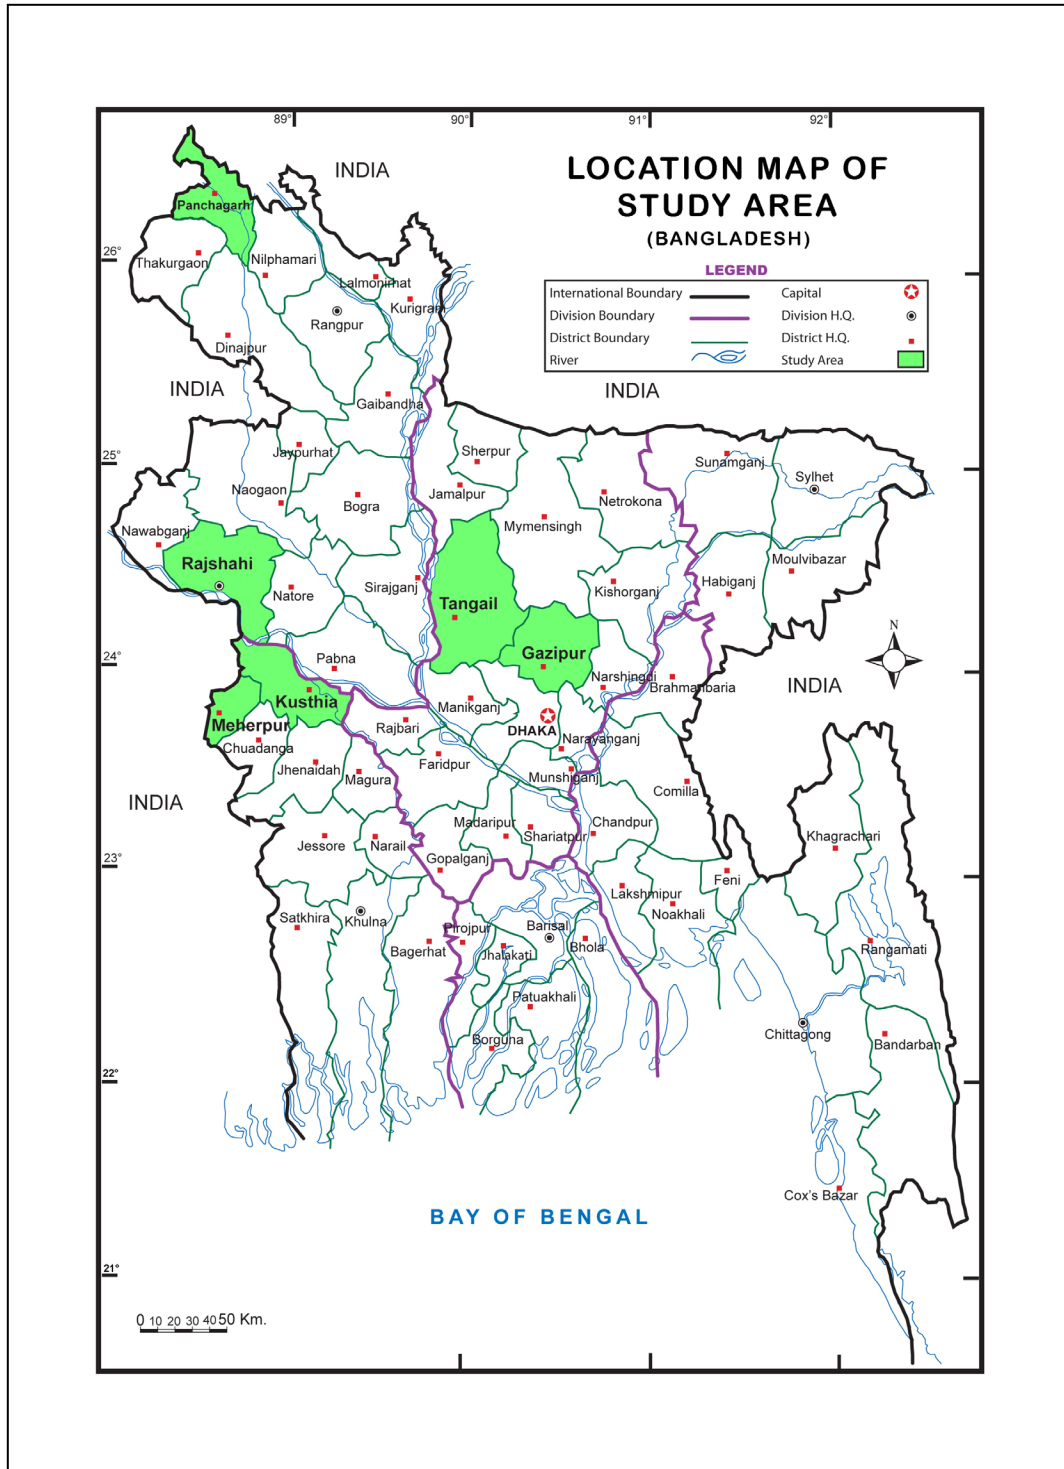 89°
90°
91°
92°
LOCATION MAP OF
STUDY AREA
(BANGLADESH)
LEGEND
International Boundary
Capital
Division Boundary
Division H.Q.
District Boundary
District H.Q.
River
Study Area
INDIA
Panchagarh
26°
Thakurgaon
Nilphamari
Lalmonirhat
Kurigram
Rangpur
Dinajpur
INDIA
INDIA
Gaibandha
25°
Jaypurhat
Sherpur
Sunamganj
Sylhet
Naogaon
Bogra
Jamalpur
Netrokona
Mymensingh
Nawabganj
Rajshahi
Moulvibazar
Natore
Sirajganj
Kishorganj
Habiganj
Tangail
N
24°
Gazipur
Pabna
Narshingdi
Brahmanbaria
INDIA
Kusthia
Manikganj
Meherpur
Rajbari
DHAKA
Narayanganj
Chuadanga
Faridpur
Jhenaidah
Magura
Munshiganj
Comilla
INDIA
Madaripur
Shariatpur
Chandpur
Khagrachari
Jessore
Narail
23°
Gopalganj
Feni
Lakshmipur
Noakhali
Satkhira
Khulna
Pirojpur
Barisal
Bagerhat
Jhalakati
Bhola
Rangamati
Patuakhali
Chittagong
Borguna
Bandarban
22°
Cox's Bazar
BAY OF BENGAL
21°
0 10 20 30 40 50 Km.